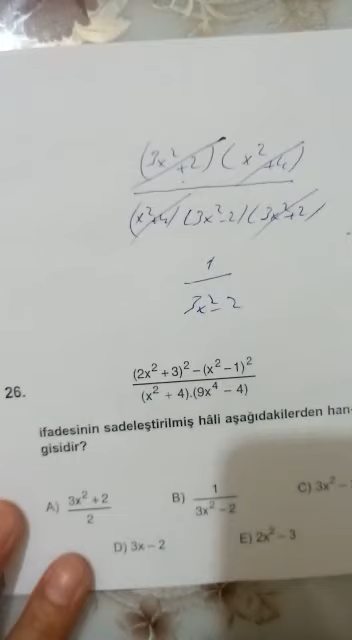 (3x²+2)(x²+4)
(x²+4)(3x²-2)(3x²+2)
1
3x²-2
26.
(2x² + 3)² – (x² – 1)²
(x² + 4).(9x⁴ – 4)
ifadesinin sadeleştirilmiş hâli aşağıdakilerden han-
gisidir?
A) 3x² + 2 / 2 B) 1 / 3x² – 2 C) 3x² –
D) 3x – 2 E) 2x² – 3